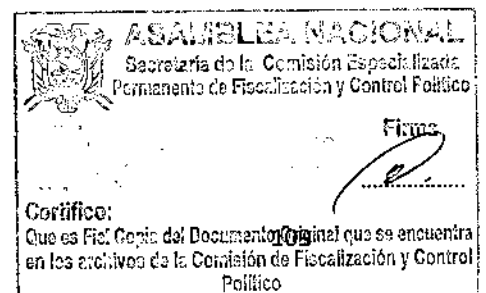 ASAMBLEA NACIONAL
Secretaría de la Comisión Especializada
Permanente de Fiscalización y Control Político
Firma
Certifico:
Que es Fiel Copia del Documento Original que se encuentra
en los archivos de la Comisión de Fiscalización y Control
Político